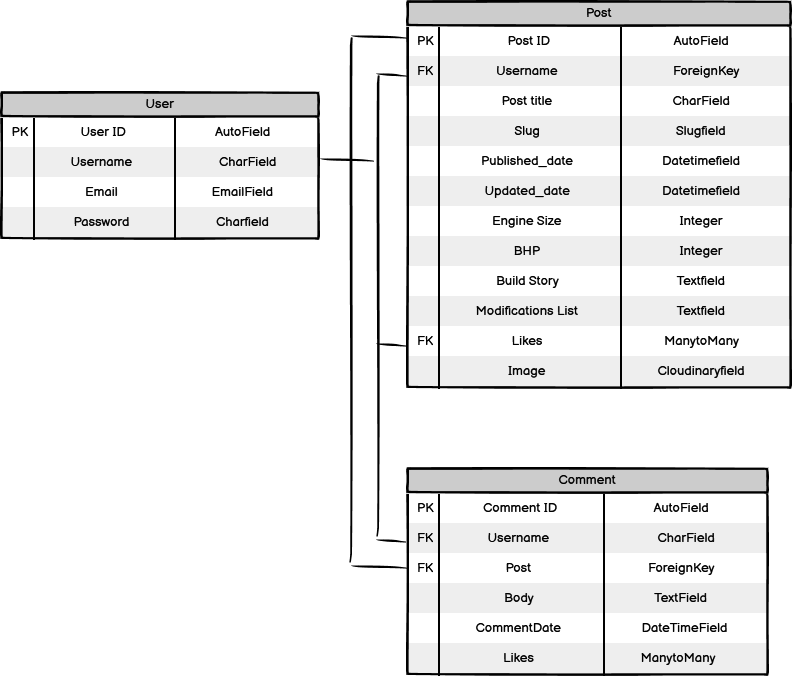 User
PK User ID AutoField
Username CharField
Email EmailField
Password Charfield
Post
PK Post ID AutoField
FK Username ForeignKey
Post title CharField
Slug Slugfield
Published_date Datetimefield
Updated_date Datetimefield
Engine Size Integer
BHP Integer
Build Story Textfield
Modifications List Textfield
FK Likes ManytoMany
Image Cloudinaryfield
Comment
PK Comment ID AutoField
FK Username CharField
FK Post ForeignKey
Body TextField
CommentDate DateTimeField
Likes ManytoMany